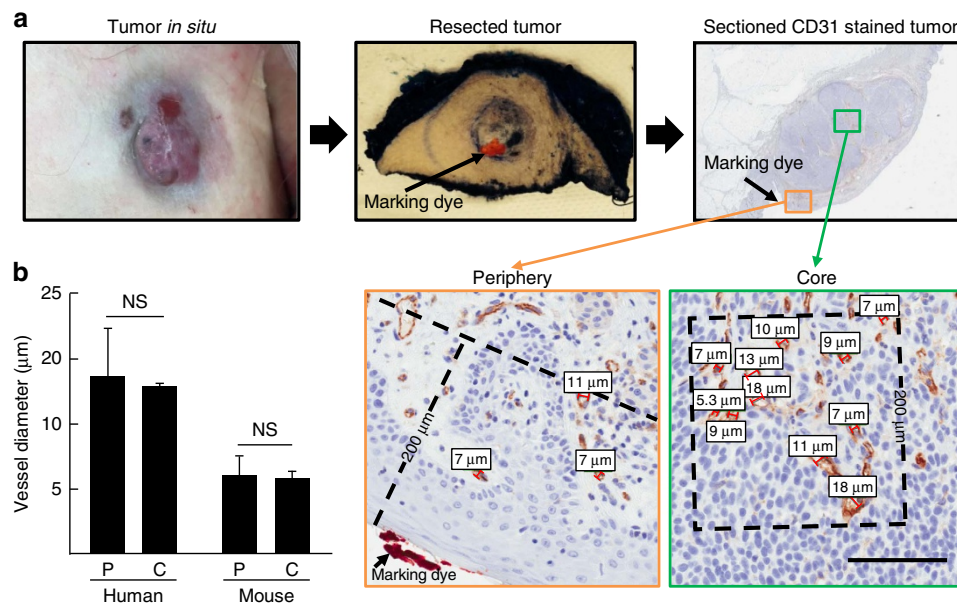 a
Tumor in situ
Resected tumor
Sectioned CD31 stained tumor
Marking dye
Marking dye
b
25
20
10
5
Vessel diameter (μm)
NS
NS
P
C
P
C
Human
Mouse
Periphery
200 μm
11 μm
7 μm
7 μm
Marking dye
Core
7 μm
10 μm
9 μm
7 μm
13 μm
18 μm
5.3 μm
9 μm
7 μm
200 μm
11 μm
18 μm